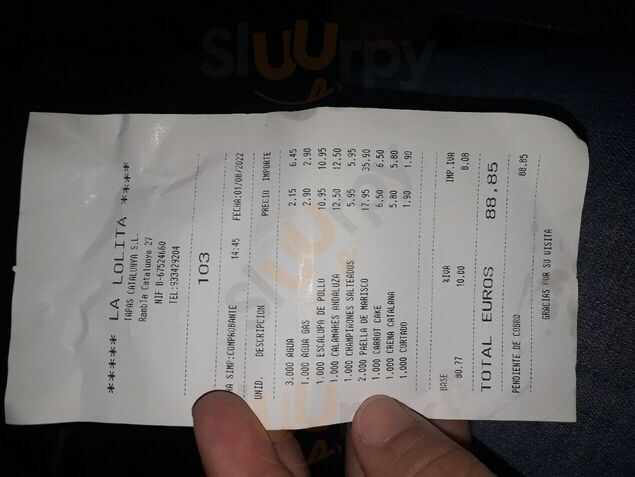 Sluurpy
***** LA LOLITA ****
TAPAS CATALUNYA S.L.
Rambla Catalunya 27
NIF B-67524660
TEL:933429204
103
RA SIMP:COMPROBANTE 14:45 FECHA:01/08/2022
UNID. DESCRIPCION PRECIO IMPORTE
3,000 AGUA 2.15 6.45
1,000 AGUA GAS 2.90 2.90
1,000 ESCALOPA DE POLLO 10.95 10.95
1,000 CALAMARES ANDALUZA 12.50 12.50
1,000 CHAMPIÑONES SALTEADOS 5.95 5.95
2,000 PAELLA DE MARISCO 17.95 35.90
1,000 CARROT CAKE 6.50 6.50
1,000 CREMA CATALANA 5.80 5.80
1,000 CORTADO 1.90 1.90
BASE %IVA IMP.IVA
80.77 10.00 8.08
TOTAL EUROS 88,85
PENDIENTE DE COBRO 88.85
GRACIAS POR SU VISITA